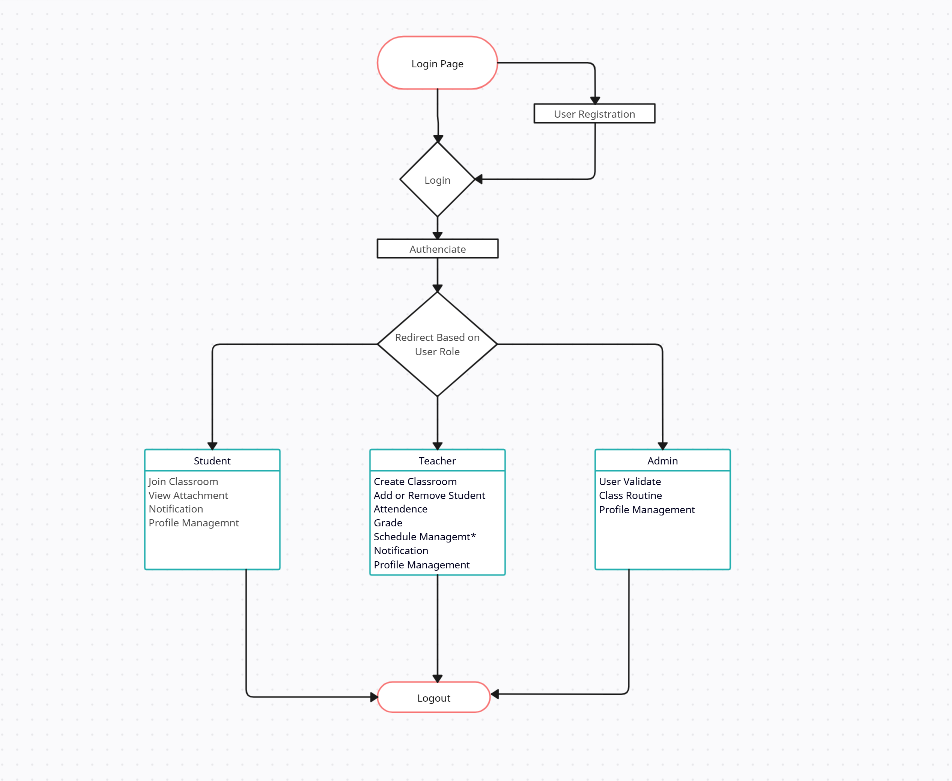 Login Page
User Registration
Login
Authenciate
Redirect Based on
User Role
Student
Join Classroom
View Attachment
Notification
Profile Managemnt
Teacher
Create Classroom
Add or Remove Student
Attendence
Grade
Schedule Managemt*
Notification
Profile Management
Admin
User Validate
Class Routine
Profile Management
Logout